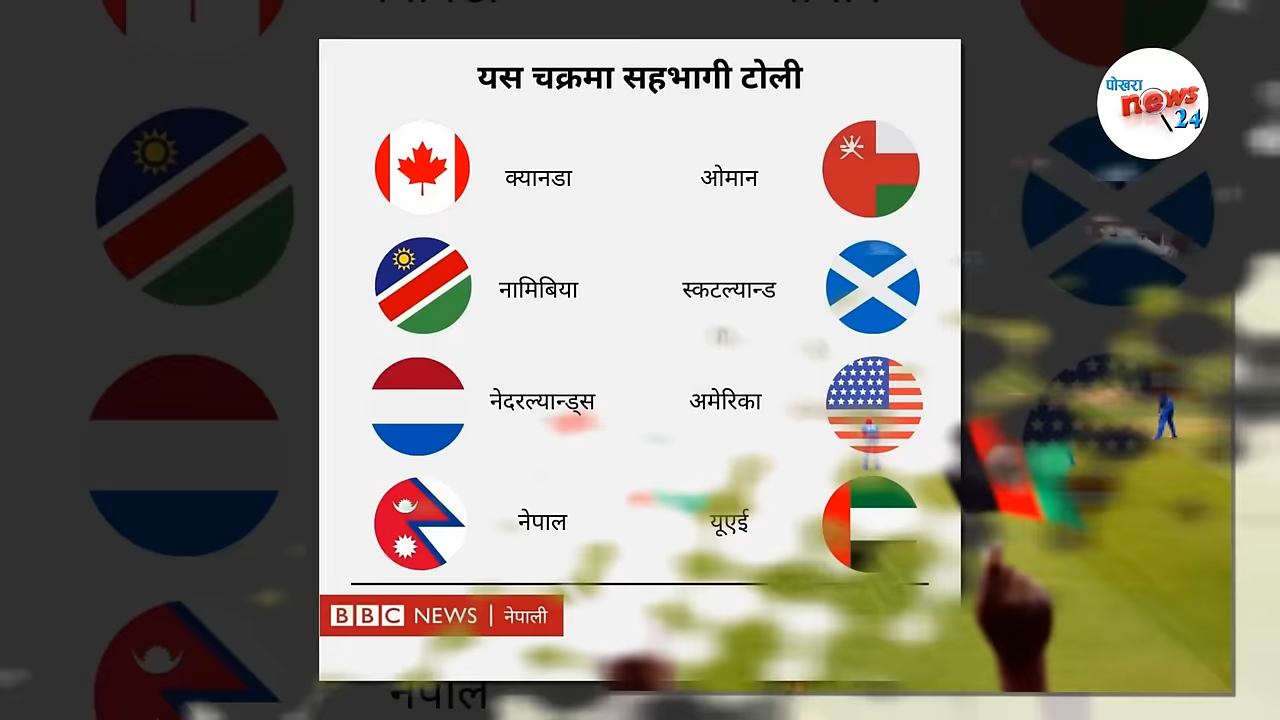 यस चक्रमा सहभागी टोली
पोखरा
news
24
क्यानडा
ओमान
नामिबिया
स्कटल्यान्ड
नेदरल्यान्ड्स
अमेरिका
नेपाल
यूएई
BBC NEWS | नेपाली
नेपाल